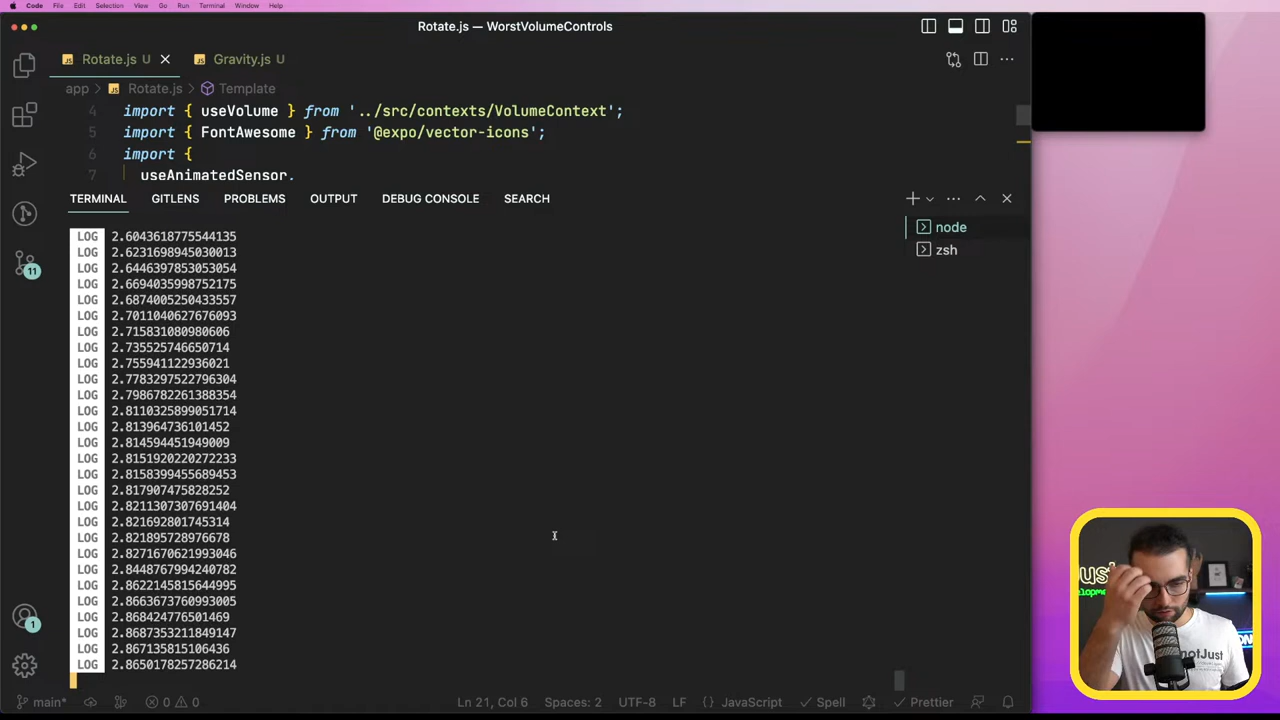 Code File Edit Selection View Go Run Terminal Window Help
Rotate.js — WorstVolumeControls
Rotate.js U Gravity.js U
app Rotate.js Template
4 import { useVolume } from '../src/contexts/VolumeContext';
5 import { FontAwesome } from '@expo/vector-icons';
6 import {
7 useAnimatedSensor.
TERMINAL GITLENS PROBLEMS OUTPUT DEBUG CONSOLE SEARCH
node
zsh
LOG 2.6043618775544135
LOG 2.6231698945030013
LOG 2.6446397853053054
LOG 2.6694035998752175
LOG 2.6874005250433557
LOG 2.7011040627676093
LOG 2.715831080980606
LOG 2.735525746650714
LOG 2.755941122936021
LOG 2.7783297522796304
LOG 2.7986782261388354
LOG 2.8110325899051714
LOG 2.813964736101452
LOG 2.814594451949009
LOG 2.8151920220272233
LOG 2.8158399455689453
LOG 2.817907475828252
LOG 2.8211307307691404
LOG 2.821692801745314
LOG 2.821895728976678
LOG 2.8271670621993046
LOG 2.8448767994240782
LOG 2.8622145815644995
LOG 2.8663673760993005
LOG 2.868424776501469
LOG 2.8687353211849147
LOG 2.867135815106436
LOG 2.8650178257286214
11
1
main* 0 0 Ln 21, Col 6 Spaces: 2 UTF-8 LF { } JavaScript Spell Prettier
notJust